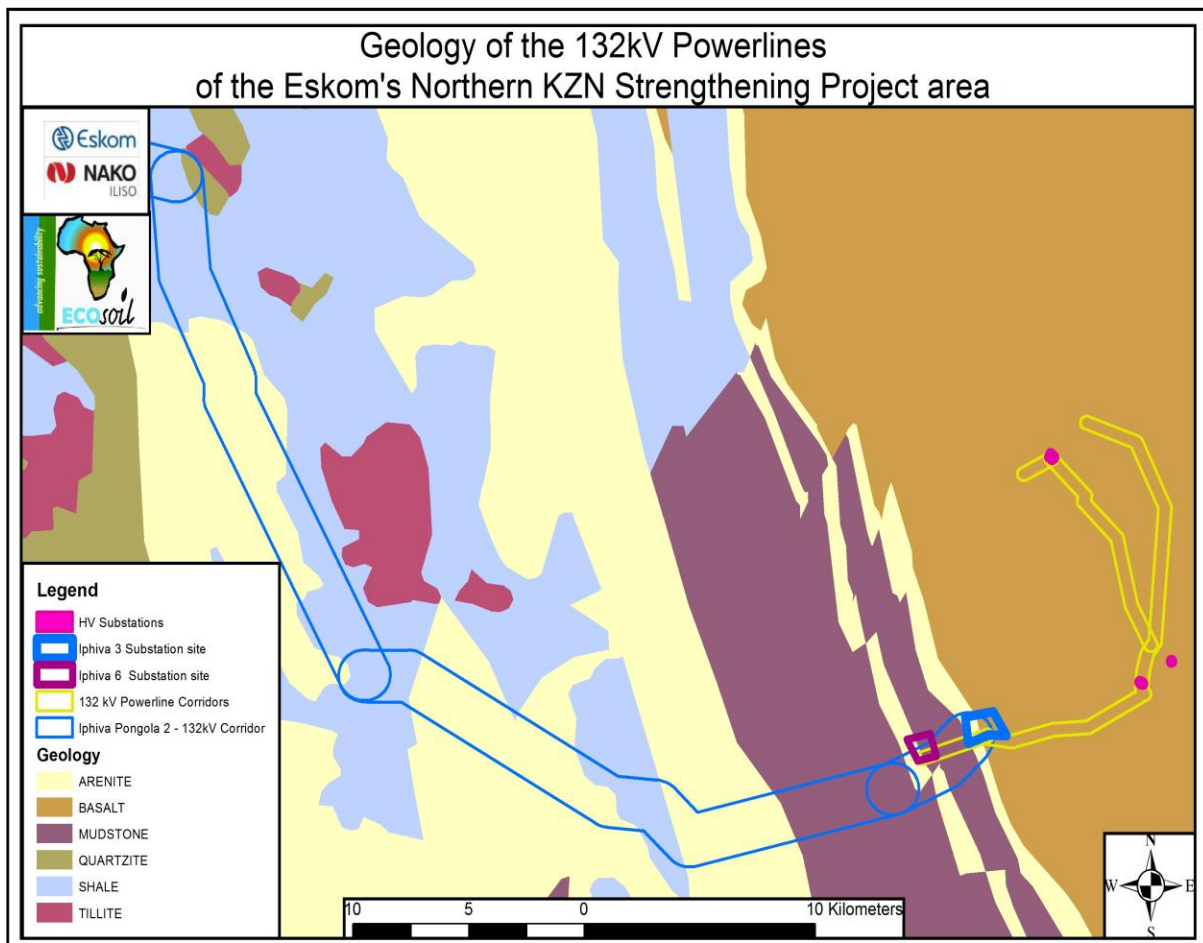 Geology of the 132kV Powerlines
of the Eskom's Northern KZN Strengthening Project area
Eskom
NAKO
ILISO
advancing sustainability
ECOsoil
Legend
HV Substations
Iphiva 3 Substation site
Iphiva 6 Substation site
132 kV Powerline Corridors
Iphiva Pongola 2 - 132kV Corridor
Geology
ARENITE
BASALT
MUDSTONE
QUARTZITE
SHALE
TILLITE
10 5 0 10 Kilometers
N
W E
S